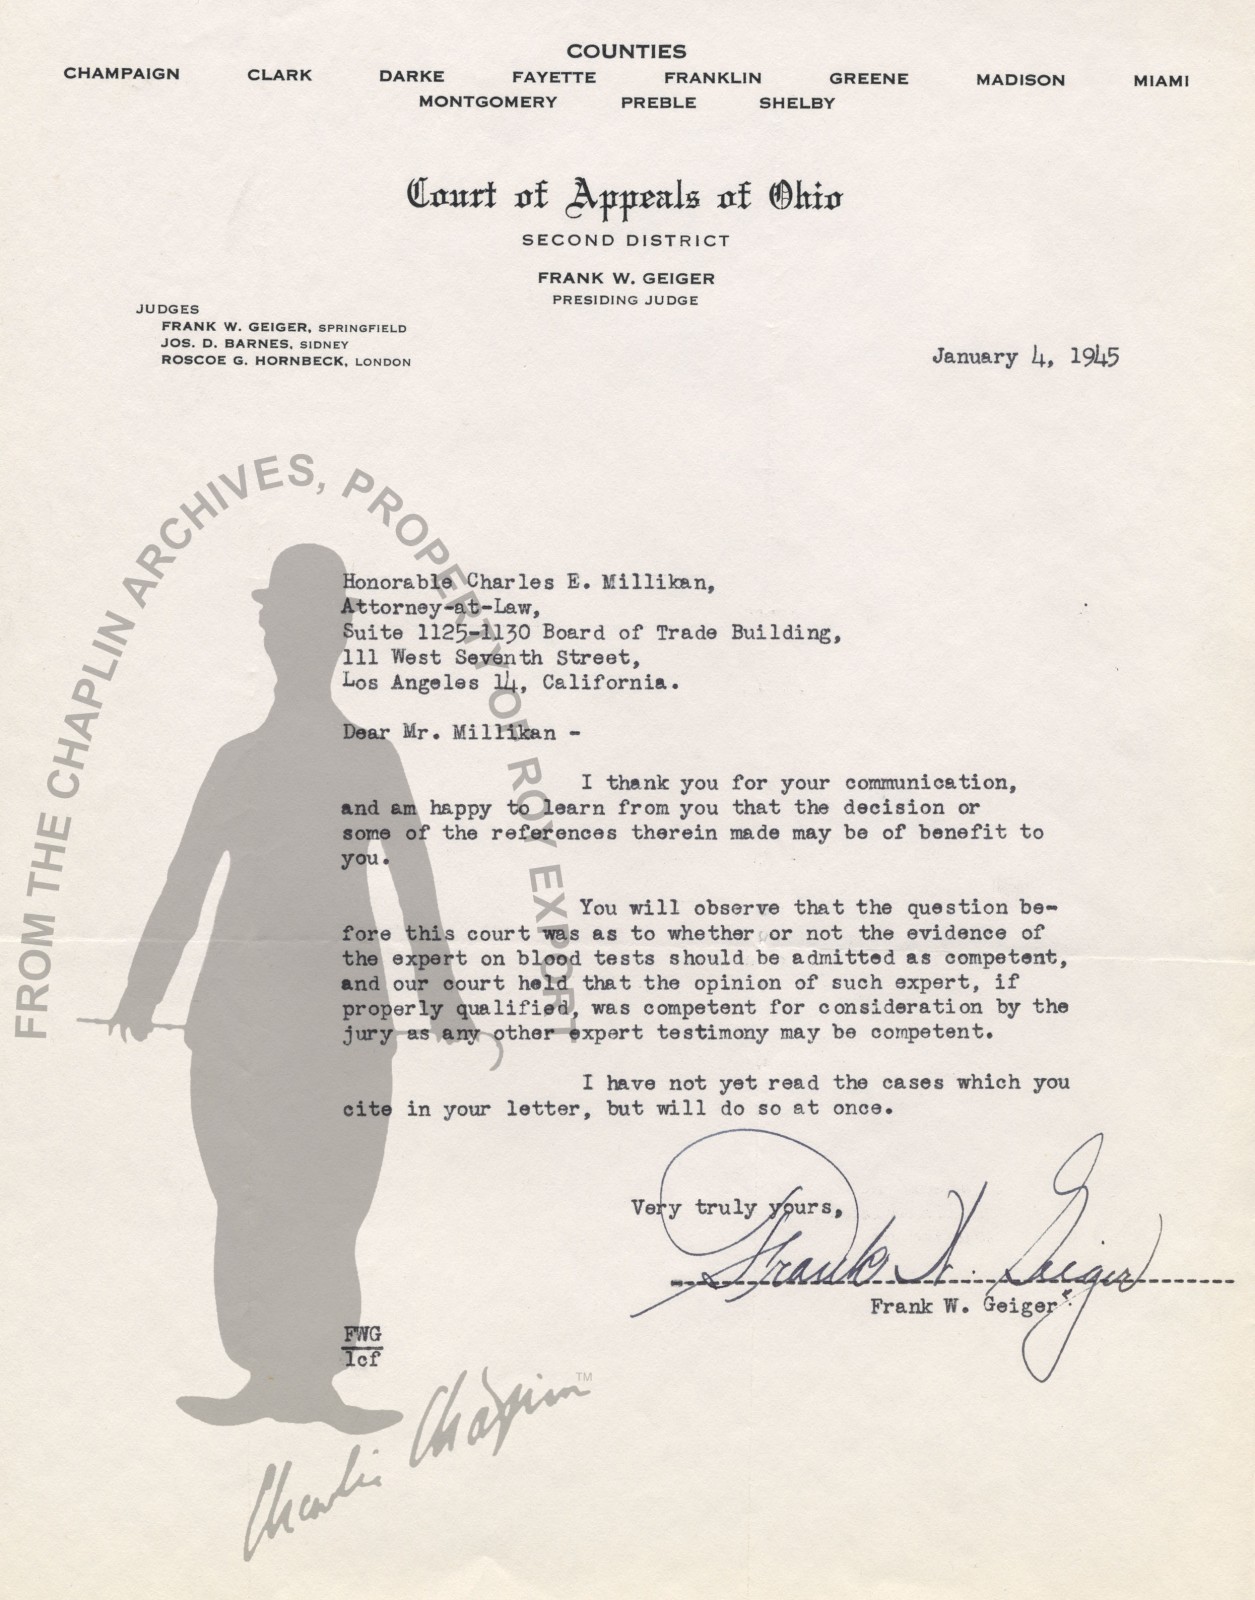 COUNTIES
CHAMPAIGN CLARK DARKE FAYETTE FRANKLIN GREENE MADISON MIAMI
MONTGOMERY PREBLE SHELBY
Court of Appeals of Ohio
SECOND DISTRICT
FRANK W. GEIGER
PRESIDING JUDGE
JUDGES
FRANK W. GEIGER, SPRINGFIELD
JOS. D. BARNES, SIDNEY
ROSCOE G. HORNBECK, LONDON
January 4, 1945
FROM THE CHAPLIN ARCHIVES, PROPERTY OF ROY EXPORT
Honorable Charles E. Millikan,
Attorney-at-Law,
Suite 1125-1130 Board of Trade Building,
111 West Seventh Street,
Los Angeles 14, California.
Dear Mr. Millikan -
I thank you for your communication,
and am happy to learn from you that the decision or
some of the references therein made may be of benefit to
you.
You will observe that the question be-
fore this court was as to whether or not the evidence of
the expert on blood tests should be admitted as competent,
and our court held that the opinion of such expert, if
properly qualified, was competent for consideration by the
jury as any other expert testimony may be competent.
I have not yet read the cases which you
cite in your letter, but will do so at once.
Very truly yours,
Frank W. Geiger
Frank W. Geiger.
FWG
lcf
Charlie Chaplin™